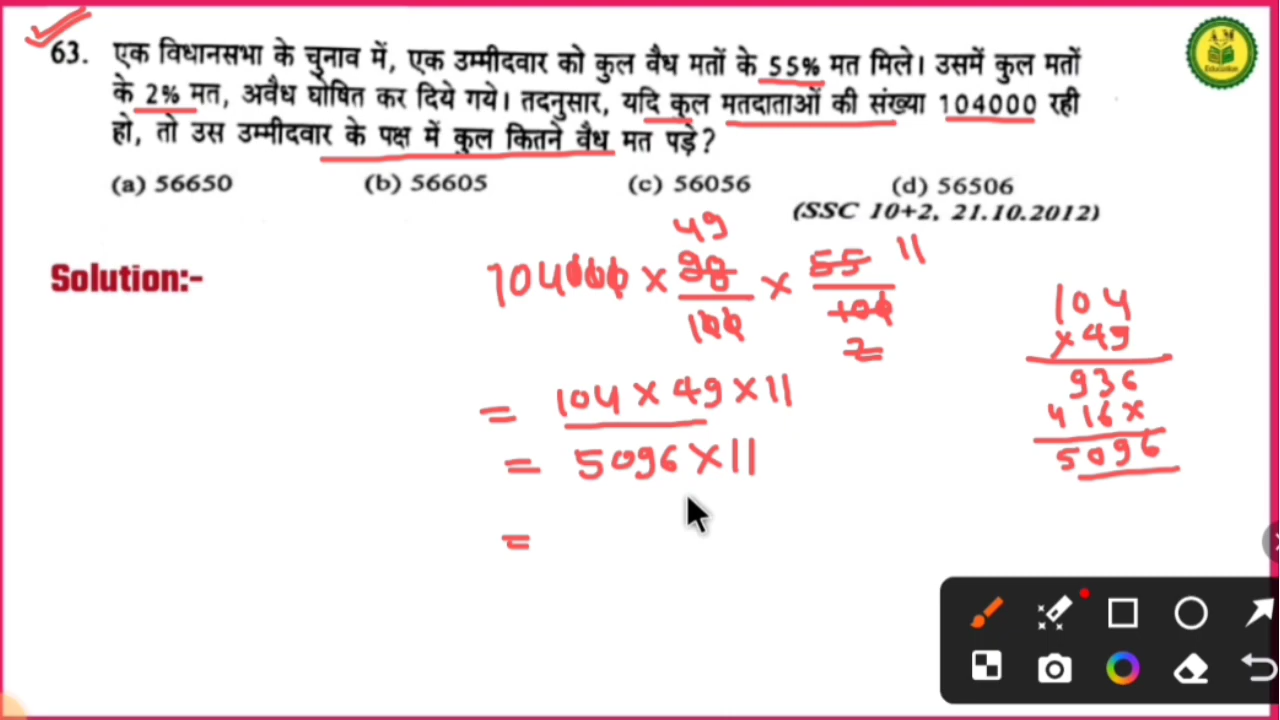 63. एक विधानसभा के चुनाव में, एक उम्मीदवार को कुल वैध मतों के 55% मत मिले। उसमें कुल मतों
के 2% मत, अवैध घोषित कर दिये गये। तदनुसार, यदि कुल मतदाताओं की संख्या 104000 रही
हो, तो उस उम्मीदवार के पक्ष में कुल कितने वैध मत पड़े?
(a) 56650 (b) 56605 (c) 56056 (d) 56506
(SSC 10+2, 21.10.2012)
Solution:-
49
104000 × 98 × 55 11
100 100
2
= 104 × 49 × 11
= 5096 × 11
=
104
×49
936
416×
5096
Education